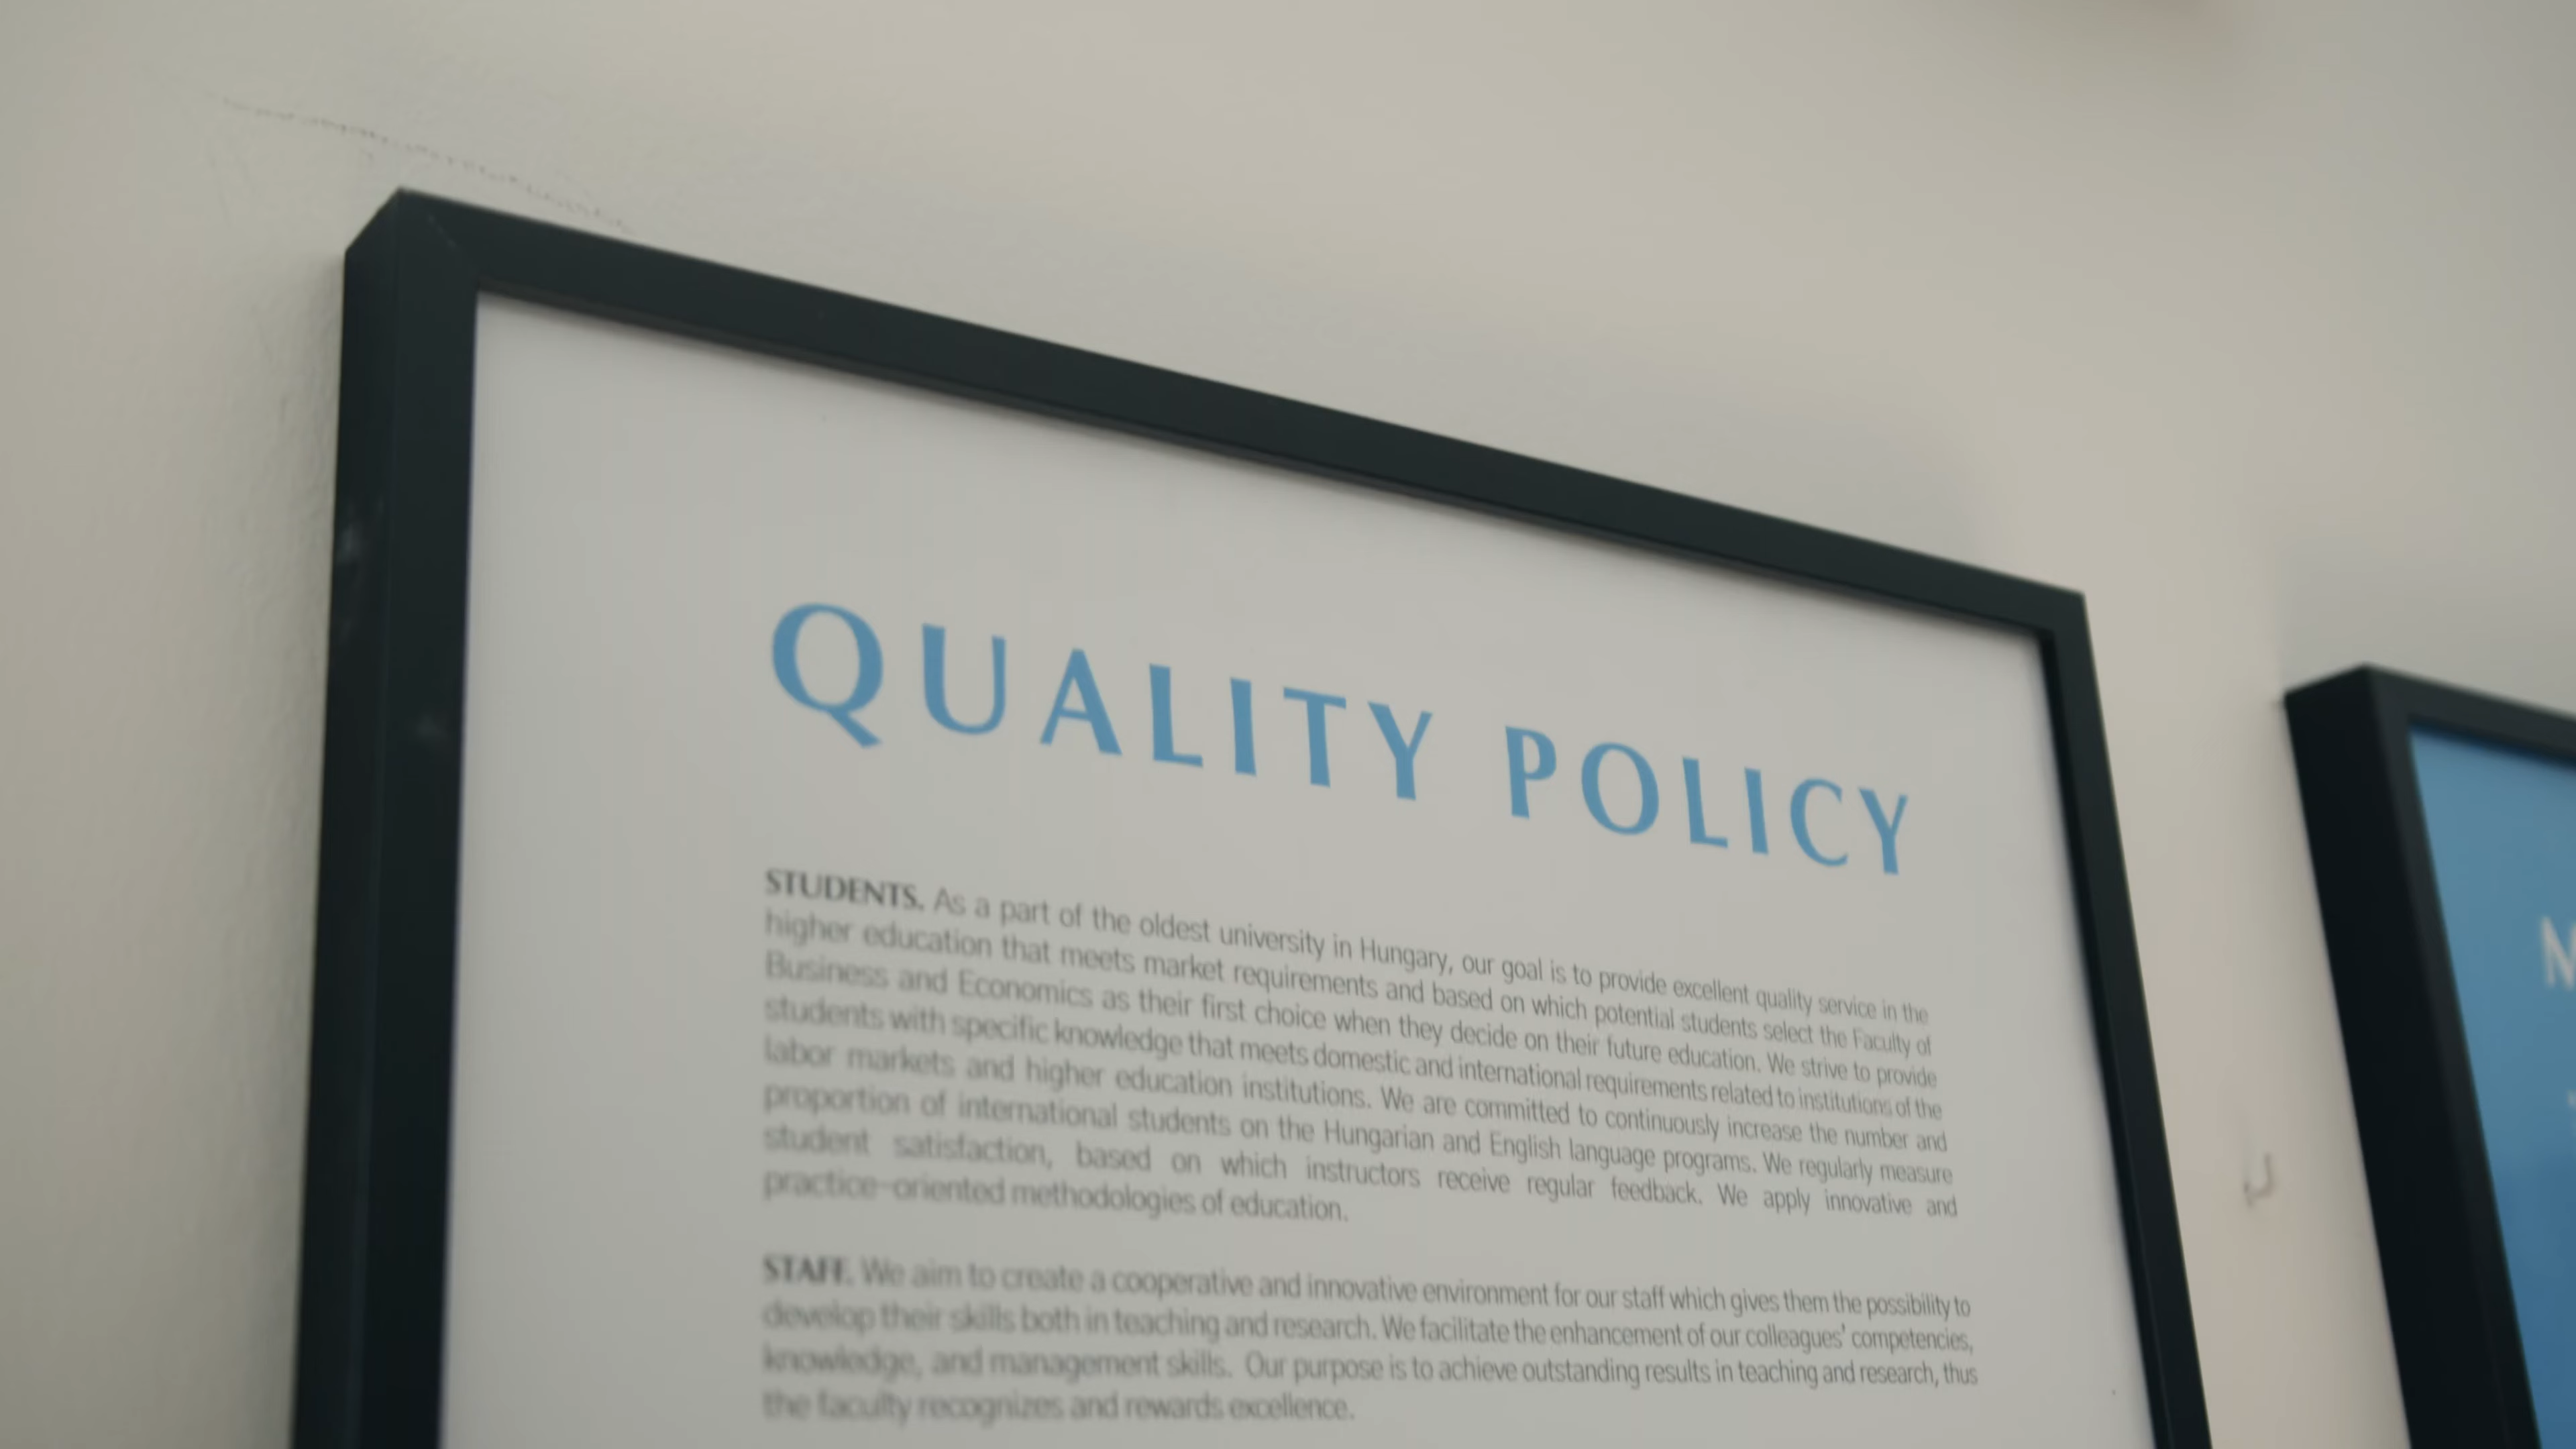 QUALITY POLICY
STUDENTS. As a part of the oldest university in Hungary, our goal is to provide excellent quality service in the
higher education that meets market requirements and based on which potential students select the Faculty of
Business and Economics as their first choice when they decide on their future education. We strive to provide
students with specific knowledge that meets domestic and international requirements related to institutions of the
labor markets and higher education institutions. We are committed to continuously increase the number and
proportion of international students on the Hungarian and English language programs. We regularly measure
student satisfaction, based on which instructors receive regular feedback. We apply innovative and
practice-oriented methodologies of education.
STAFF. We aim to create a cooperative and innovative environment for our staff which gives them the possibility to
develop their skills both in teaching and research. We facilitate the enhancement of our colleagues' competencies,
knowledge, and management skills. Our purpose is to achieve outstanding results in teaching and research, thus
the faculty recognizes and rewards excellence.
M